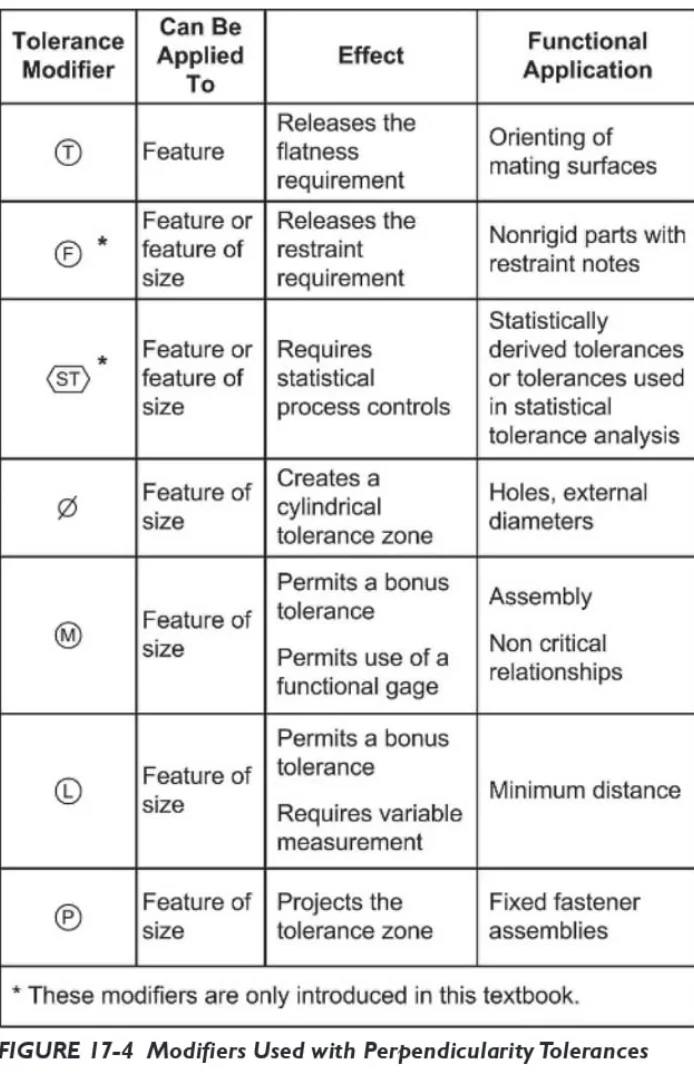 Tolerance Modifier
Can Be Applied To
Effect
Functional Application
Ⓣ
Feature
Releases the flatness requirement
Orienting of mating surfaces
Ⓕ *
Feature or feature of size
Releases the restraint requirement
Nonrigid parts with restraint notes
ST *
Feature or feature of size
Requires statistical process controls
Statistically derived tolerances or tolerances used in statistical tolerance analysis
⌀
Feature of size
Creates a cylindrical tolerance zone
Holes, external diameters
Ⓜ
Feature of size
Permits a bonus tolerance
Permits use of a functional gage
Assembly
Non critical relationships
Ⓛ
Feature of size
Permits a bonus tolerance
Requires variable measurement
Minimum distance
Ⓟ
Feature of size
Projects the tolerance zone
Fixed fastener assemblies
* These modifiers are only introduced in this textbook.
FIGURE 17-4 Modifiers Used with Perpendicularity Tolerances